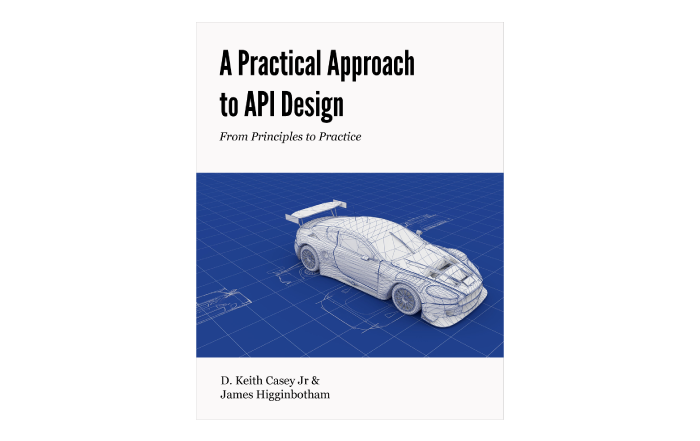 A Practical Approach
to API Design
From Principles to Practice
D. Keith Casey Jr &
James Higginbotham